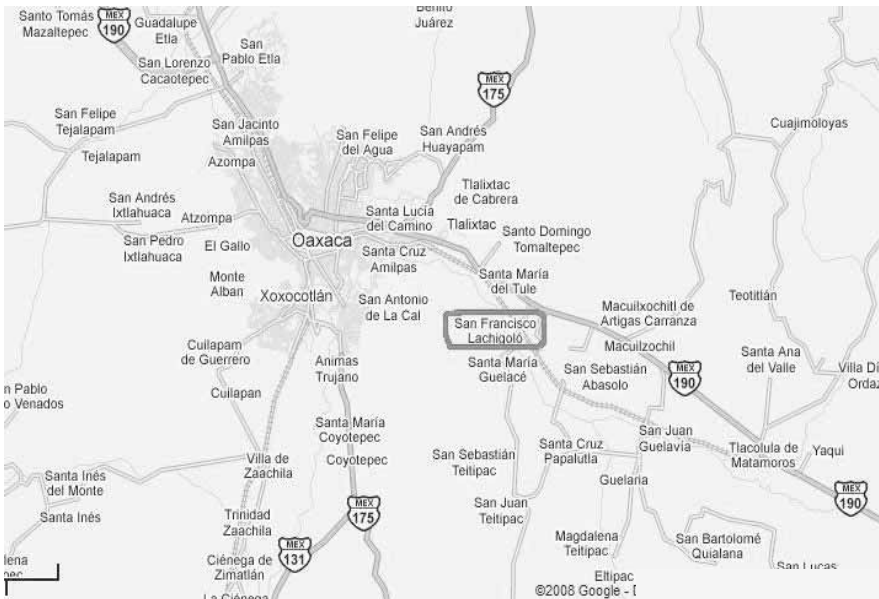 Santo Tomás
Mazaltepec
MEX
190
Guadalupe
Etla
San
Pablo Etla
San Lorenzo
Cacaotepec
Benito
Juárez
MEX
175
San Felipe
Tejalapam
Tejalapam
San Jacinto
Amilpas
Azompa
San Felipe
del Agua
San Andrés
Huayapam
Cuajimoloyas
Tlalixtac
de Cabrera
San Andrés
Ixtlahuaca
Atzompa
Santa Lucía
del Camino
Tlalixtac
San Pedro
Ixtlahuaca
El Gallo
Oaxaca
Santa Cruz
Amilpas
Santo Domingo
Tomaltepec
Monte
Alban
Xoxocotlán
San Antonio
de La Cal
Santa María
del Tule
Teotitlán
Macuilxochitl de
Artigas Carranza
San Francisco
Lachigoló
Macuilzochil
Cuilapam
de Guerrero
Animas
Trujano
Santa María
Guelacé
San Sebastián
Abasolo
MEX
190
Santa Ana
del Valle
Villa Dí
Ordaz
n Pablo
o Venados
Cuilapan
Santa María
Coyotepec
Coyotepec
San Sebastián
Teitipac
Santa Cruz
Papalutla
San Juan
Guelavía
Tlacolula de
Matamoros
Yaqui
Santa Inés
del Monte
Villa de
Zaachila
Guelaria
MEX
190
Santa Inés
Trinidad
Zaachila
MEX
175
San Juan
Teitipac
MEX
131
Magdalena
Teitipac
San Bartolomé
Quialana
Ciénega de
Zimatlán
San Lucas
Eltipac
La Ciénega
©2008 Google -